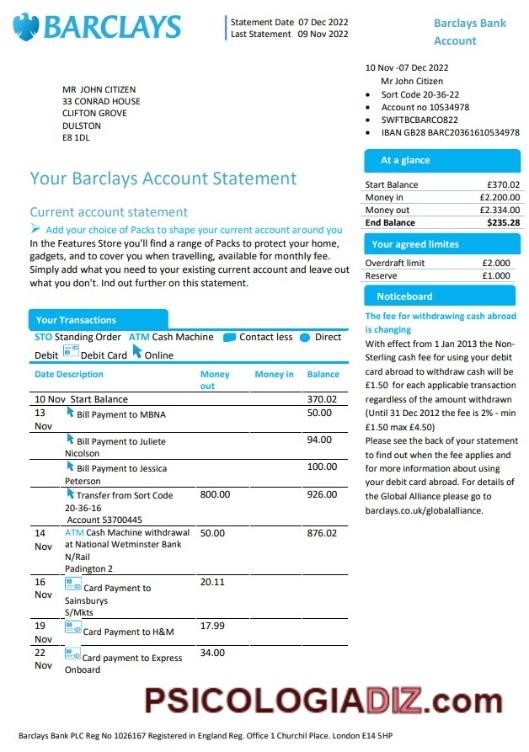 BARCLAYS
Statement Date 07 Dec 2022
Last Statement 09 Nov 2022
Barclays Bank
Account
MR JOHN CITIZEN
33 CONRAD HOUSE
CLIFTON GROVE
DULSTON
E8 1DL
10 Nov -07 Dec 2022
Mr John Citizen
• Sort Code 20-36-22
• Account no 10534978
• SWFTBCBARCO822
• IBAN GB28 BARC20361610534978
At a glance
Start Balance £370.02
Money in £2.200.00
Money out £2.334.00
End Balance $235.28
Your agreed limites
Overdraft limit £2.000
Reserve £1.000
Noticeboard
The fee for withdrawing cash abroad
is changing
With effect from 1 Jan 2013 the Non-
Sterling cash fee for using your debit
card abroad to withdraw cash will be
£1.50 for each applicable transaction
regardless of the amount withdrawn
(Until 31 Dec 2012 the fee is 2% - min
£1.50 max £4.50)
Please see the back of your statement
to find out when the fee applies and
for more information about using
your debit card abroad. For details of
the Global Alliance please go to
barclays.co.uk/globalalliance.
Your Barclays Account Statement
Current account statement
➢ Add your choice of Packs to shape your current account around you
In the Features Store you'll find a range of Packs to protect your home,
gadgets, and to cover you when travelling, available for monthly fee.
Simply add what you need to your existing current account and leave out
what you don't. Ind out further on this statement.
Your Transactions
STO Standing Order ATM Cash Machine Contact less Direct
Debit Debit Card Online
Date Description Money out Money in Balance
10 Nov Start Balance 370.02
13 Nov Bill Payment to MBNA 50.00
Bill Payment to Juliete 94.00
Nicolson
Bill Payment to Jessica 100.00
Peterson
Transfer from Sort Code 800.00 926.00
20-36-16
Account 53700445
14 Nov ATM Cash Machine withdrawal 50.00 876.02
at National Wetminster Bank
N/Rail
Padington 2
16 Nov Card Payment to 20.11
Sainsburys
S/Mkts
19 Nov Card Payment to H&M 17.99
22 Nov Card payment to Express 34.00
Onboard
PSICOLOGIADIZ.com
Barclays Bank PLC Reg No 1026167 Registered in England Reg. Office 1 Churchil Place. London E14 5HP